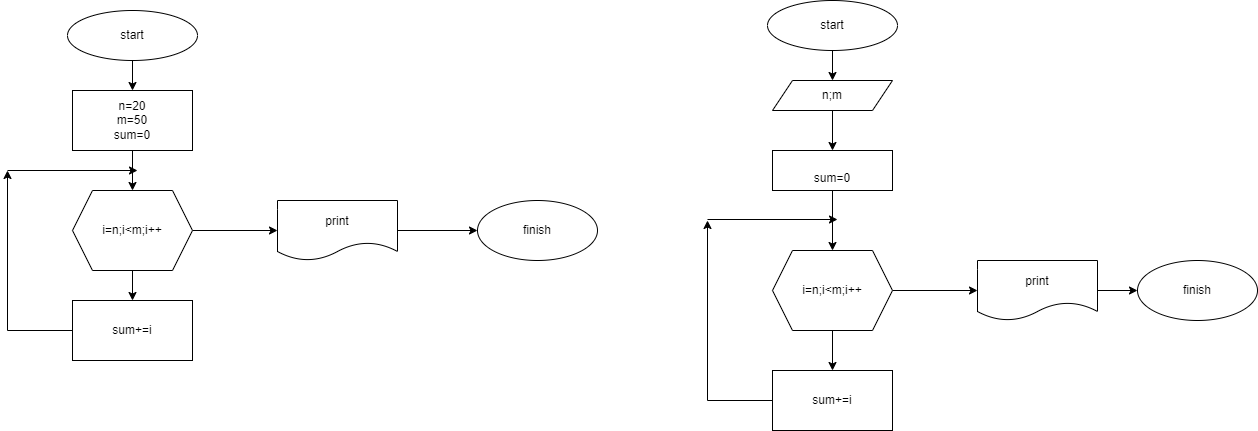 start
n=20
m=50
sum=0
i=n;i<m;i++
print
finish
sum+=i
start
n;m
sum=0
i=n;i<m;i++
print
finish
sum+=i